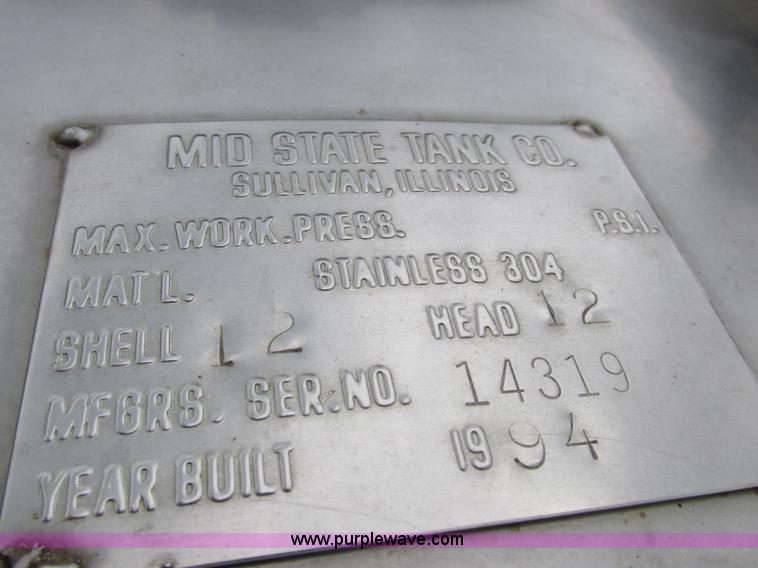 MID STATE TANK CO.
SULLIVAN, ILLINOIS
MAX. WORK. PRESS. P.S.I.
MAT'L. STAINLESS 304
SHELL 12 HEAD 12
MFGRS. SER. NO. 14319
YEAR BUILT 1994
www.purplewave.com